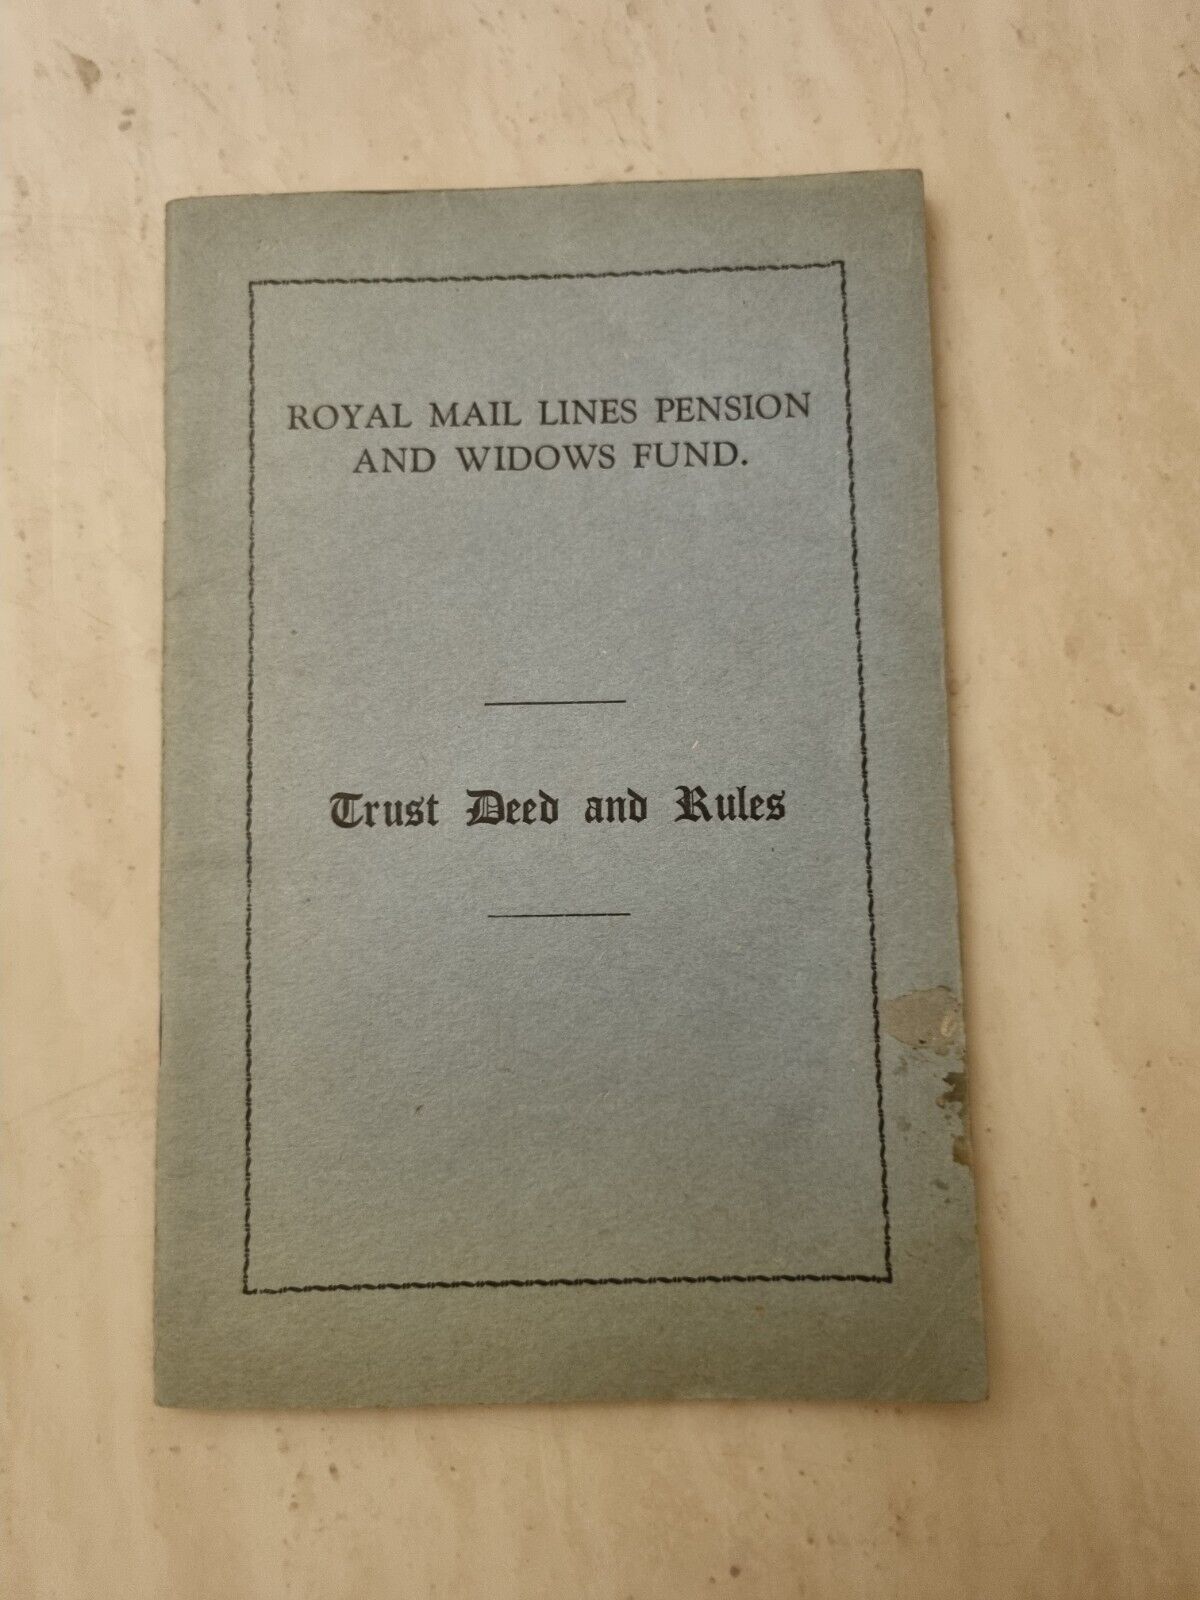 ROYAL MAIL LINES PENSION
AND WIDOWS FUND.
Trust Deed and Rules